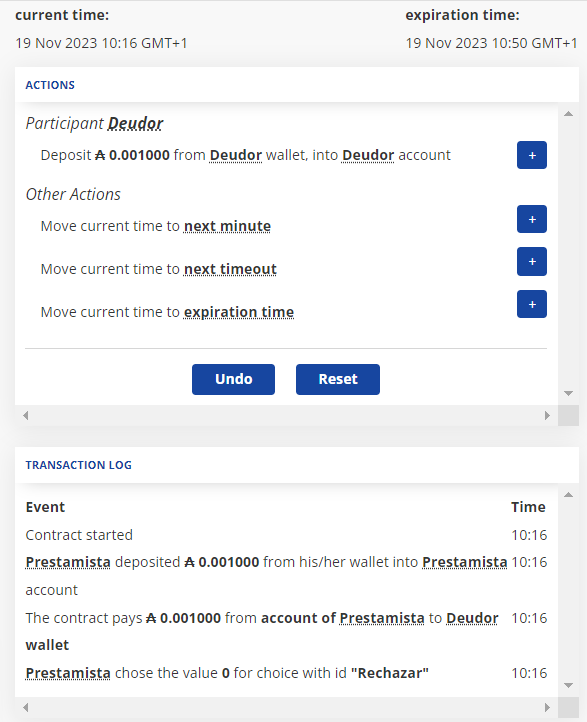 current time: expiration time:
19 Nov 2023 10:16 GMT+1 19 Nov 2023 10:50 GMT+1
ACTIONS
Participant Deudor
Deposit ₳ 0.001000 from Deudor wallet, into Deudor account +
Other Actions
Move current time to next minute +
Move current time to next timeout +
Move current time to expiration time +
Undo Reset
TRANSACTION LOG
Event Time
Contract started 10:16
Prestamista deposited ₳ 0.001000 from his/her wallet into Prestamista 10:16
account
The contract pays ₳ 0.001000 from account of Prestamista to Deudor 10:16
wallet
Prestamista chose the value 0 for choice with id "Rechazar" 10:16